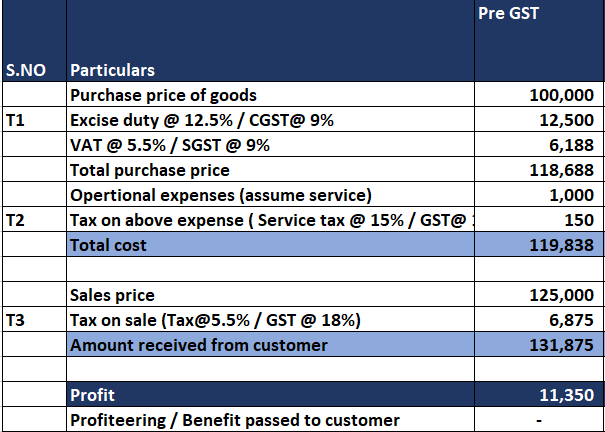 Pre GST
S.NO Particulars
Purchase price of goods 100,000
T1 Excise duty @ 12.5% / CGST@ 9% 12,500
VAT @ 5.5% / SGST @ 9% 6,188
Total purchase price 118,688
Opertional expenses (assume service) 1,000
T2 Tax on above expense ( Service tax @ 15% / GST@ 150
Total cost 119,838
Sales price 125,000
T3 Tax on sale (Tax@5.5% / GST @ 18%) 6,875
Amount received from customer 131,875
Profit 11,350
Profiteering / Benefit passed to customer -